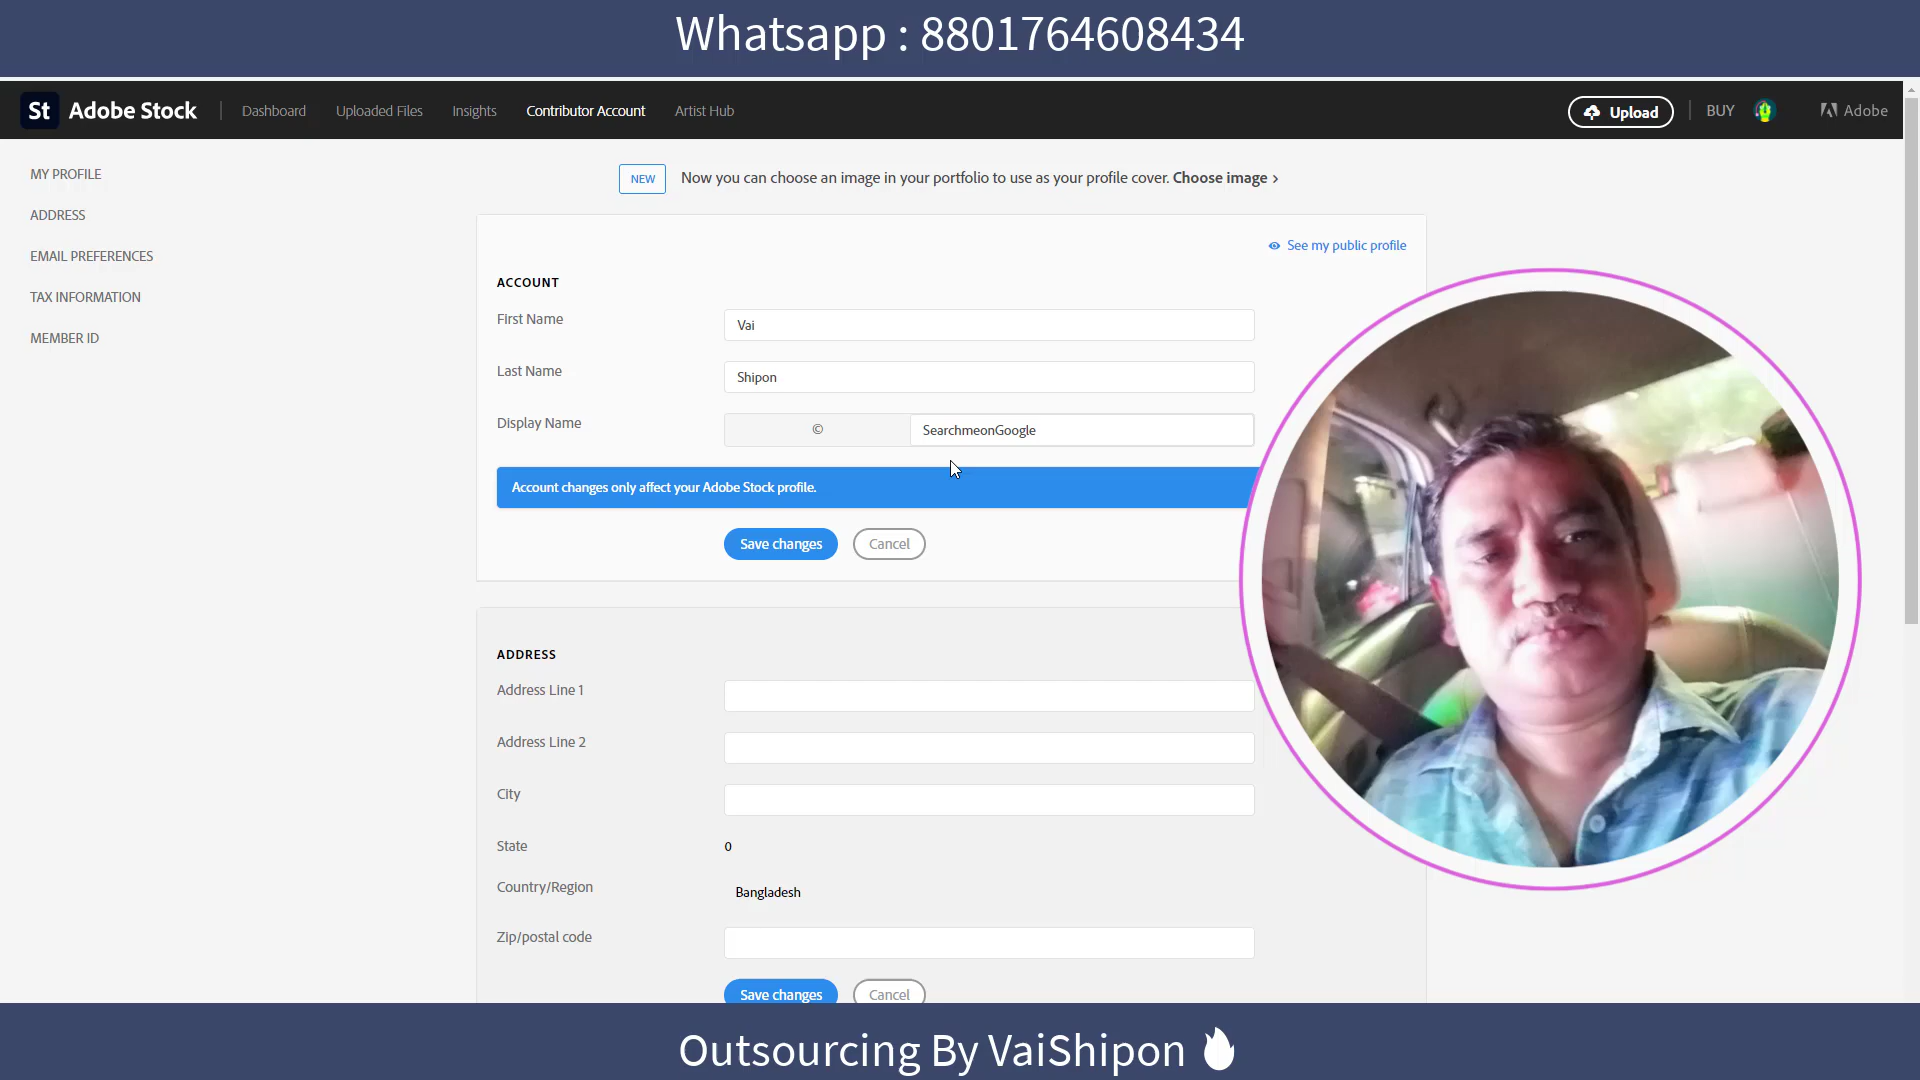 Whatsapp : 8801764608434
St Adobe Stock Dashboard Uploaded Files Insights Contributor Account Artist Hub Upload BUY Adobe
MY PROFILE
ADDRESS
EMAIL PREFERENCES
TAX INFORMATION
MEMBER ID
NEW Now you can choose an image in your portfolio to use as your profile cover. Choose image >
See my public profile
ACCOUNT
First Name Vai
Last Name Shipon
Display Name © SearchmeonGoogle
Account changes only affect your Adobe Stock profile.
Save changes Cancel
ADDRESS
Address Line 1
Address Line 2
City
State 0
Country/Region Bangladesh
Zip/postal code
Save changes Cancel
Outsourcing By VaiShipon